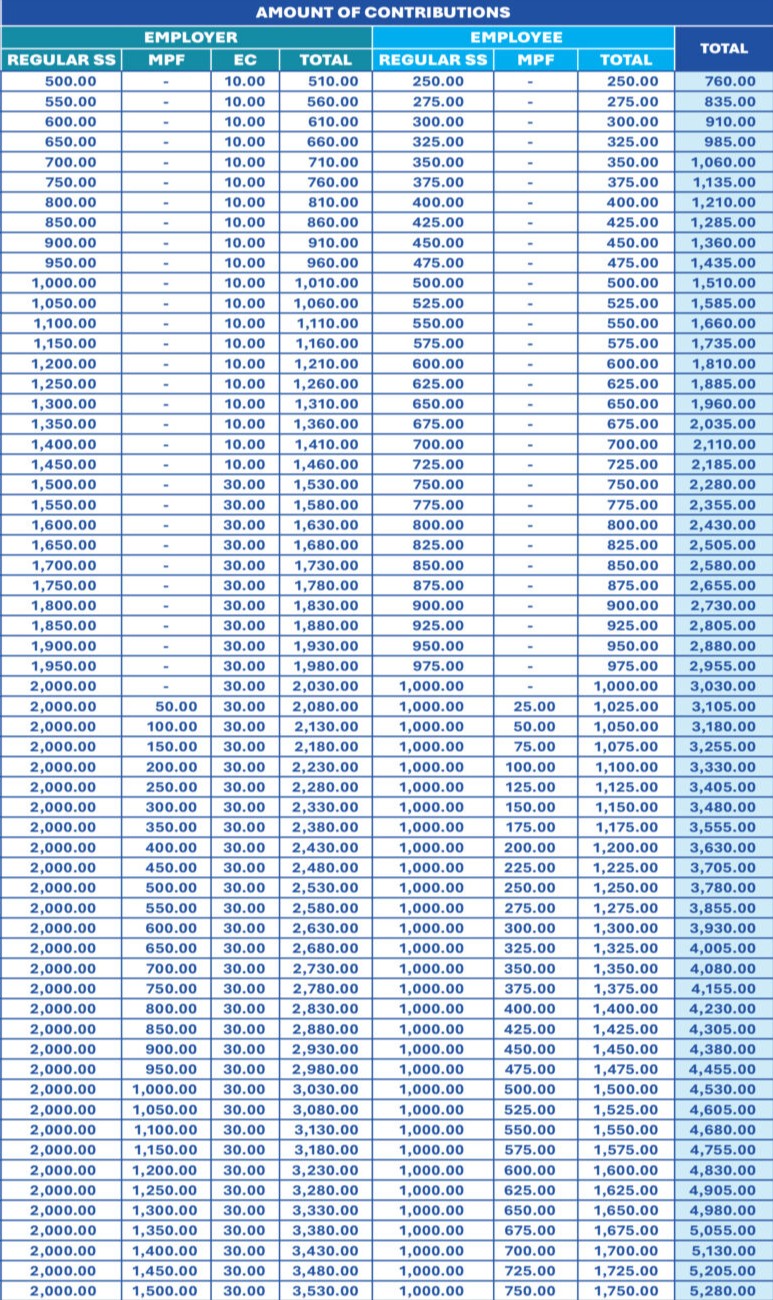 AMOUNT OF CONTRIBUTIONS
EMPLOYER EMPLOYEE TOTAL
REGULAR SS MPF EC TOTAL REGULAR SS MPF TOTAL
500.00 - 10.00 510.00 250.00 - 250.00 760.00
550.00 - 10.00 560.00 275.00 - 275.00 835.00
600.00 - 10.00 610.00 300.00 - 300.00 910.00
650.00 - 10.00 660.00 325.00 - 325.00 985.00
700.00 - 10.00 710.00 350.00 - 350.00 1,060.00
750.00 - 10.00 760.00 375.00 - 375.00 1,135.00
800.00 - 10.00 810.00 400.00 - 400.00 1,210.00
850.00 - 10.00 860.00 425.00 - 425.00 1,285.00
900.00 - 10.00 910.00 450.00 - 450.00 1,360.00
950.00 - 10.00 960.00 475.00 - 475.00 1,435.00
1,000.00 - 10.00 1,010.00 500.00 - 500.00 1,510.00
1,050.00 - 10.00 1,060.00 525.00 - 525.00 1,585.00
1,100.00 - 10.00 1,110.00 550.00 - 550.00 1,660.00
1,150.00 - 10.00 1,160.00 575.00 - 575.00 1,735.00
1,200.00 - 10.00 1,210.00 600.00 - 600.00 1,810.00
1,250.00 - 10.00 1,260.00 625.00 - 625.00 1,885.00
1,300.00 - 10.00 1,310.00 650.00 - 650.00 1,960.00
1,350.00 - 10.00 1,360.00 675.00 - 675.00 2,035.00
1,400.00 - 10.00 1,410.00 700.00 - 700.00 2,110.00
1,450.00 - 10.00 1,460.00 725.00 - 725.00 2,185.00
1,500.00 - 30.00 1,530.00 750.00 - 750.00 2,280.00
1,550.00 - 30.00 1,580.00 775.00 - 775.00 2,355.00
1,600.00 - 30.00 1,630.00 800.00 - 800.00 2,430.00
1,650.00 - 30.00 1,680.00 825.00 - 825.00 2,505.00
1,700.00 - 30.00 1,730.00 850.00 - 850.00 2,580.00
1,750.00 - 30.00 1,780.00 875.00 - 875.00 2,655.00
1,800.00 - 30.00 1,830.00 900.00 - 900.00 2,730.00
1,850.00 - 30.00 1,880.00 925.00 - 925.00 2,805.00
1,900.00 - 30.00 1,930.00 950.00 - 950.00 2,880.00
1,950.00 - 30.00 1,980.00 975.00 - 975.00 2,955.00
2,000.00 - 30.00 2,030.00 1,000.00 - 1,000.00 3,030.00
2,000.00 50.00 30.00 2,080.00 1,000.00 25.00 1,025.00 3,105.00
2,000.00 100.00 30.00 2,130.00 1,000.00 50.00 1,050.00 3,180.00
2,000.00 150.00 30.00 2,180.00 1,000.00 75.00 1,075.00 3,255.00
2,000.00 200.00 30.00 2,230.00 1,000.00 100.00 1,100.00 3,330.00
2,000.00 250.00 30.00 2,280.00 1,000.00 125.00 1,125.00 3,405.00
2,000.00 300.00 30.00 2,330.00 1,000.00 150.00 1,150.00 3,480.00
2,000.00 350.00 30.00 2,380.00 1,000.00 175.00 1,175.00 3,555.00
2,000.00 400.00 30.00 2,430.00 1,000.00 200.00 1,200.00 3,630.00
2,000.00 450.00 30.00 2,480.00 1,000.00 225.00 1,225.00 3,705.00
2,000.00 500.00 30.00 2,530.00 1,000.00 250.00 1,250.00 3,780.00
2,000.00 550.00 30.00 2,580.00 1,000.00 275.00 1,275.00 3,855.00
2,000.00 600.00 30.00 2,630.00 1,000.00 300.00 1,300.00 3,930.00
2,000.00 650.00 30.00 2,680.00 1,000.00 325.00 1,325.00 4,005.00
2,000.00 700.00 30.00 2,730.00 1,000.00 350.00 1,350.00 4,080.00
2,000.00 750.00 30.00 2,780.00 1,000.00 375.00 1,375.00 4,155.00
2,000.00 800.00 30.00 2,830.00 1,000.00 400.00 1,400.00 4,230.00
2,000.00 850.00 30.00 2,880.00 1,000.00 425.00 1,425.00 4,305.00
2,000.00 900.00 30.00 2,930.00 1,000.00 450.00 1,450.00 4,380.00
2,000.00 950.00 30.00 2,980.00 1,000.00 475.00 1,475.00 4,455.00
2,000.00 1,000.00 30.00 3,030.00 1,000.00 500.00 1,500.00 4,530.00
2,000.00 1,050.00 30.00 3,080.00 1,000.00 525.00 1,525.00 4,605.00
2,000.00 1,100.00 30.00 3,130.00 1,000.00 550.00 1,550.00 4,680.00
2,000.00 1,150.00 30.00 3,180.00 1,000.00 575.00 1,575.00 4,755.00
2,000.00 1,200.00 30.00 3,230.00 1,000.00 600.00 1,600.00 4,830.00
2,000.00 1,250.00 30.00 3,280.00 1,000.00 625.00 1,625.00 4,905.00
2,000.00 1,300.00 30.00 3,330.00 1,000.00 650.00 1,650.00 4,980.00
2,000.00 1,350.00 30.00 3,380.00 1,000.00 675.00 1,675.00 5,055.00
2,000.00 1,400.00 30.00 3,430.00 1,000.00 700.00 1,700.00 5,130.00
2,000.00 1,450.00 30.00 3,480.00 1,000.00 725.00 1,725.00 5,205.00
2,000.00 1,500.00 30.00 3,530.00 1,000.00 750.00 1,750.00 5,280.00